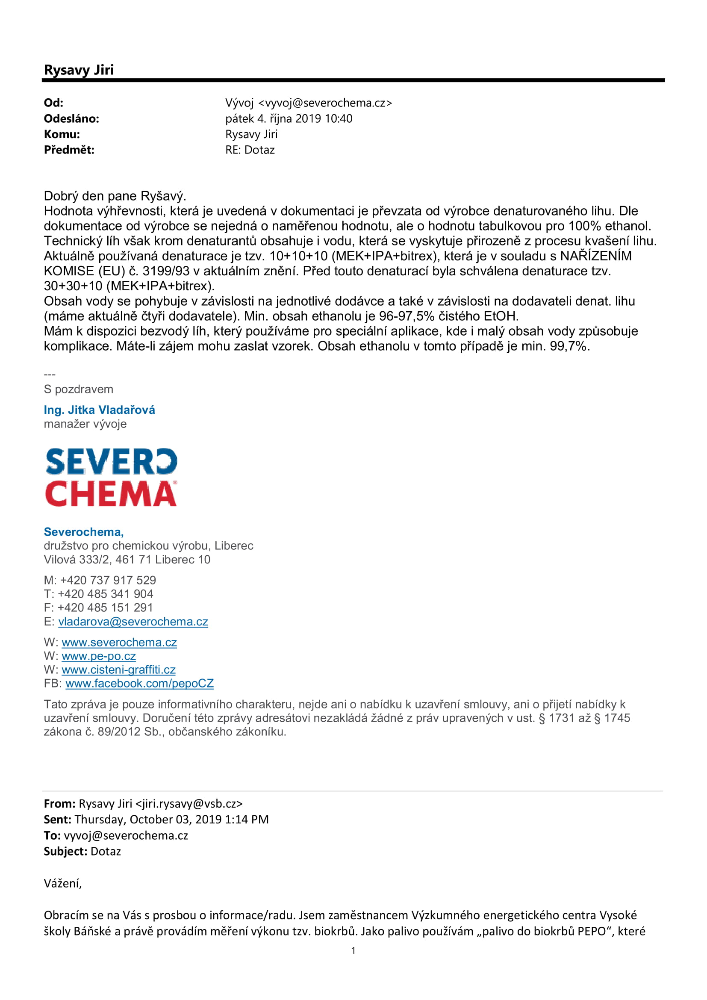 Rysavy Jiri
Od: Vývoj <vyvoj@severochema.cz>
Odesláno: pátek 4. října 2019 10:40
Komu: Rysavy Jiri
Předmět: RE: Dotaz
Dobrý den pane Ryšavý.
Hodnota výhřevnosti, která je uvedená v dokumentaci je převzata od výrobce denaturovaného lihu. Dle
dokumentace od výrobce se nejedná o naměřenou hodnotu, ale o hodnotu tabulkovou pro 100% ethanol.
Technický líh však krom denaturantů obsahuje i vodu, která se vyskytuje přirozeně z procesu kvašení lihu.
Aktuálně používaná denaturace je tzv. 10+10+10 (MEK+IPA+bitrex), která je v souladu s NAŘÍZENÍM
KOMISE (EU) č. 3199/93 v aktuálním znění. Před touto denaturací byla schválena denaturace tzv.
30+30+10 (MEK+IPA+bitrex).
Obsah vody se pohybuje v závislosti na jednotlivé dodávce a také v závislosti na dodavateli denat. lihu
(máme aktuálně čtyři dodavatele). Min. obsah ethanolu je 96-97,5% čistého EtOH.
Mám k dispozici bezvodý líh, který používáme pro speciální aplikace, kde i malý obsah vody způsobuje
komplikace. Máte-li zájem mohu zaslat vzorek. Obsah ethanolu v tomto případě je min. 99,7%.
---
S pozdravem
Ing. Jitka Vladařová
manažer vývoje
SEVERO
CHEMA®
Severochema,
družstvo pro chemickou výrobu, Liberec
Vilová 333/2, 461 71 Liberec 10
M: +420 737 917 529
T: +420 485 341 904
F: +420 485 151 291
E: vladarova@severochema.cz
W: www.severochema.cz
W: www.pe-po.cz
W: www.cisteni-graffiti.cz
FB: www.facebook.com/pepoCZ
Tato zpráva je pouze informativního charakteru, nejde ani o nabídku k uzavření smlouvy, ani o přijetí nabídky k
uzavření smlouvy. Doručení této zprávy adresátovi nezakládá žádné z práv upravených v ust. § 1731 až § 1745
zákona č. 89/2012 Sb., občanského zákoníku.
From: Rysavy Jiri <jiri.rysavy@vsb.cz>
Sent: Thursday, October 03, 2019 1:14 PM
To: vyvoj@severochema.cz
Subject: Dotaz
Vážení,
Obracím se na Vás s prosbou o informace/radu. Jsem zaměstnancem Výzkumného energetického centra Vysoké
školy Báňské a právě provádím měření výkonu tzv. biokrbů. Jako palivo používám „palivo do biokrbů PEPO“, které
1